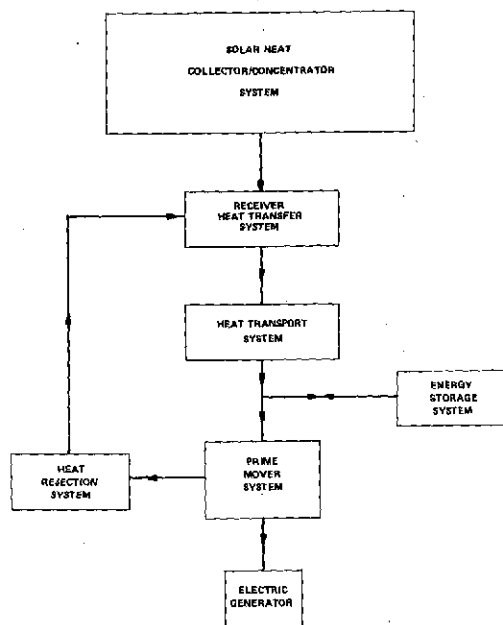 SOLAR HEAT
COLLECTOR/CONCENTRATOR
SYSTEM
RECEIVER
HEAT TRANSFER
SYSTEM
HEAT TRANSPORT
SYSTEM
ENERGY
STORAGE
SYSTEM
PRIME
MOVER
SYSTEM
HEAT
REJECTION
SYSTEM
ELECTRIC
GENERATOR